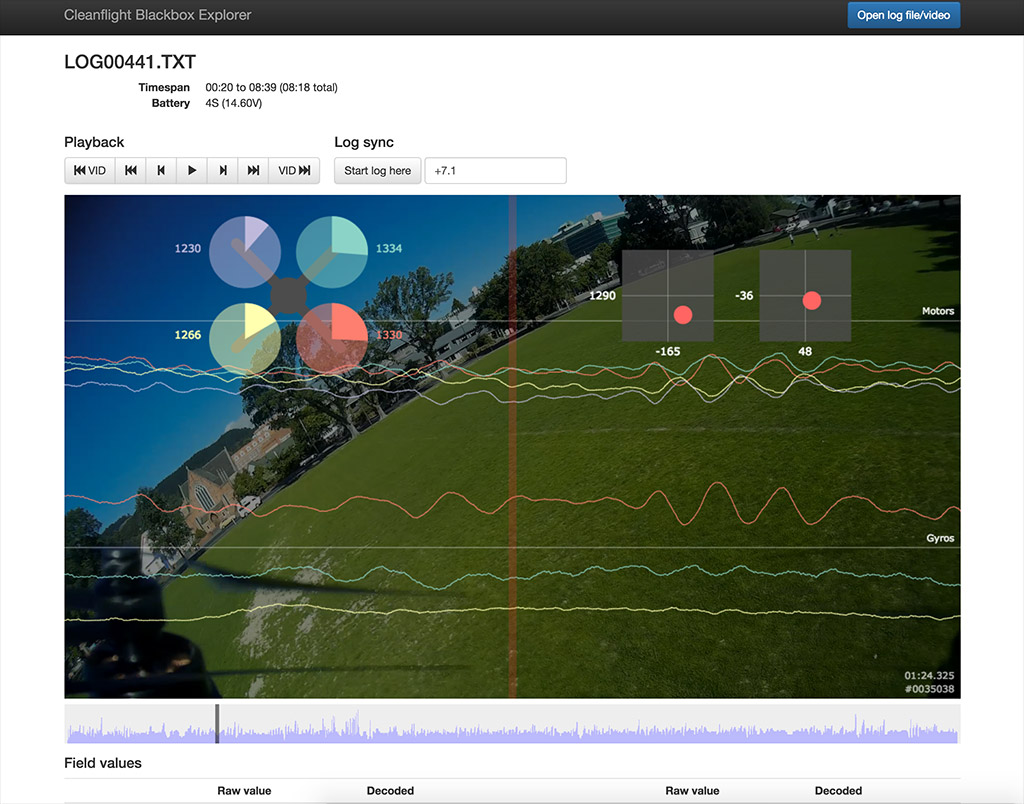 Cleanflight Blackbox Explorer
Open log file/video
LOG00441.TXT
Timespan 00:20 to 08:39 (08:18 total)
Battery 4S (14.60V)
Playback
Log sync
VID
VID
Start log here
+7.1
1230
1334
1266
1330
1290
-165
-36
48
Motors
Gyros
01:24.325
#0035038
Field values
Raw value Decoded Raw value Decoded